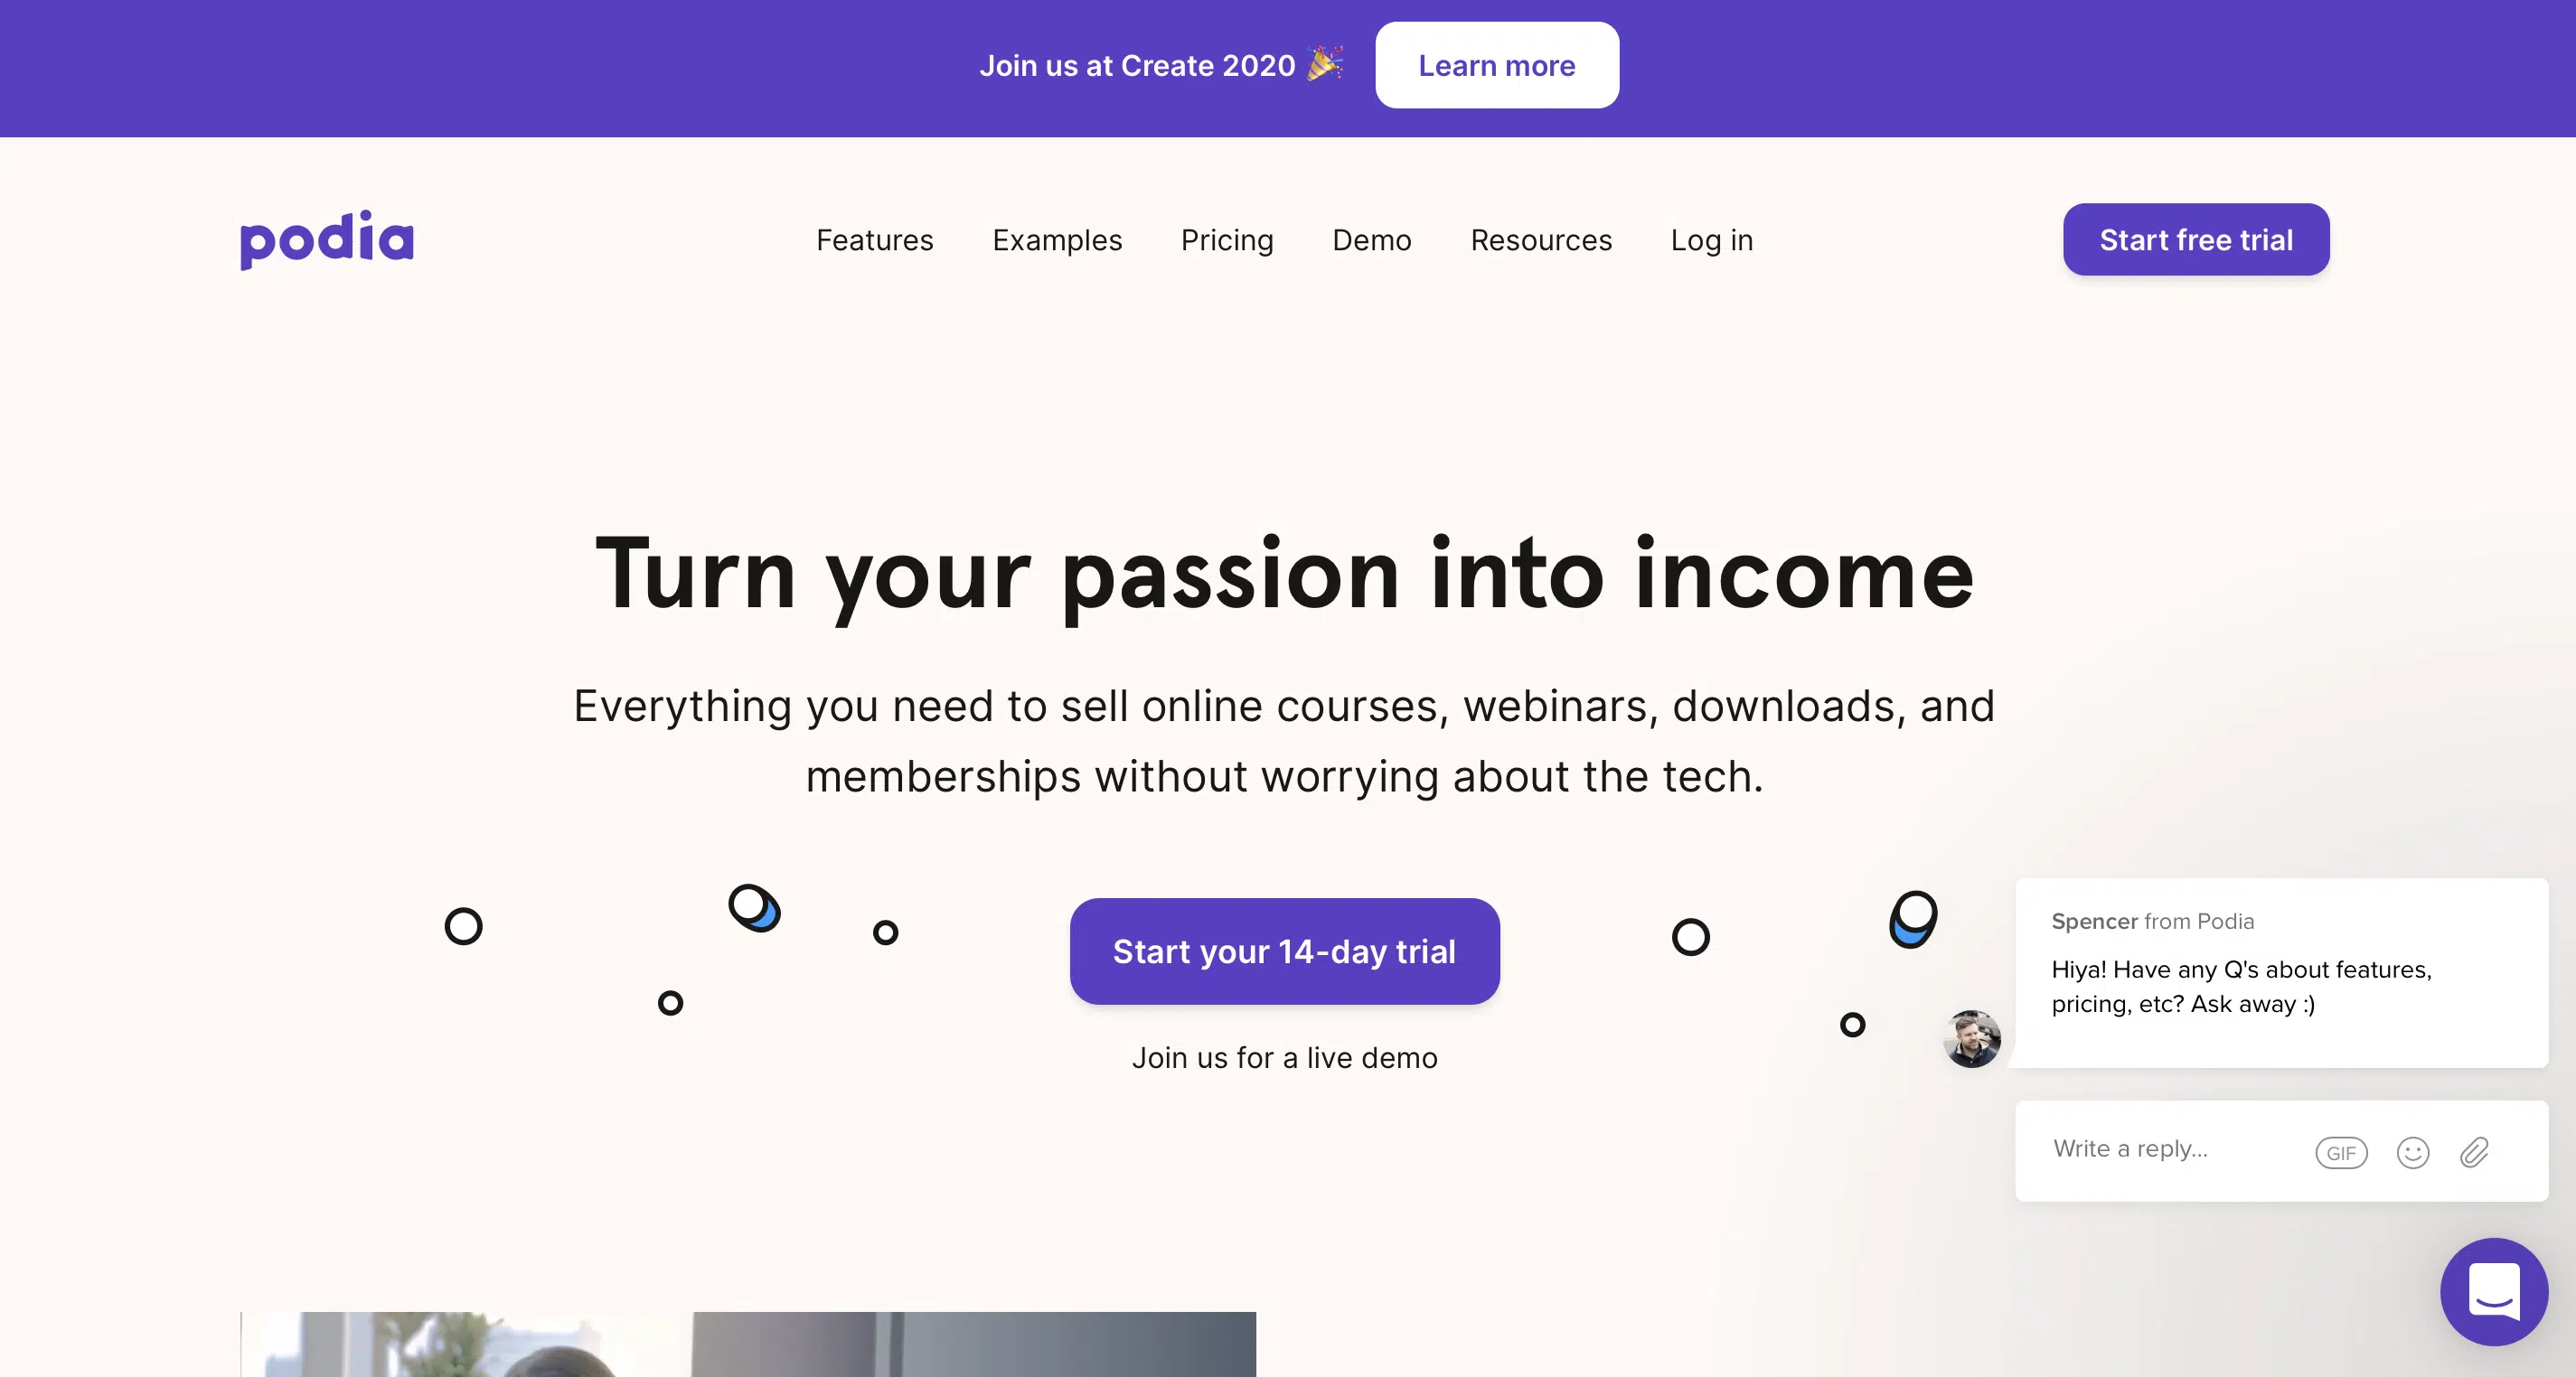 Join us at Create 2020 🎉
Learn more
podia
Features
Examples
Pricing
Demo
Resources
Log in
Start free trial
Turn your passion into income
Everything you need to sell online courses, webinars, downloads, and
memberships without worrying about the tech.
Start your 14-day trial
Join us for a live demo
Spencer from Podia
Hiya! Have any Q's about features,
pricing, etc? Ask away :)
Write a reply...
GIF